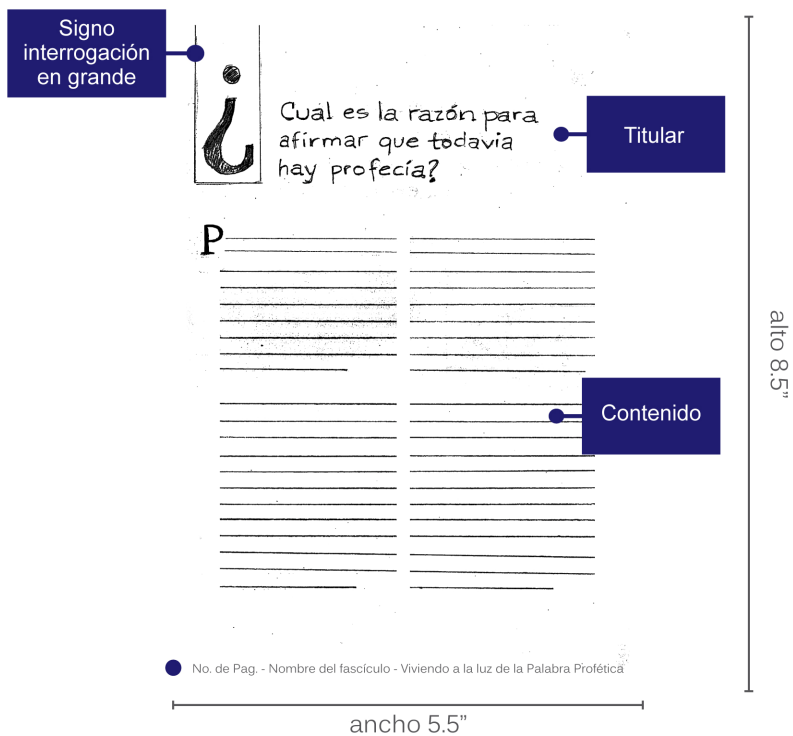 Signo
interrogación
en grande
¿
Cual es la razón para
afirmar que todavia
hay profecía?
Titular
P
Contenido
alto 8.5”
No. de Pag. - Nombre del fascículo - Viviendo a la luz de la Palabra Profética
ancho 5.5”